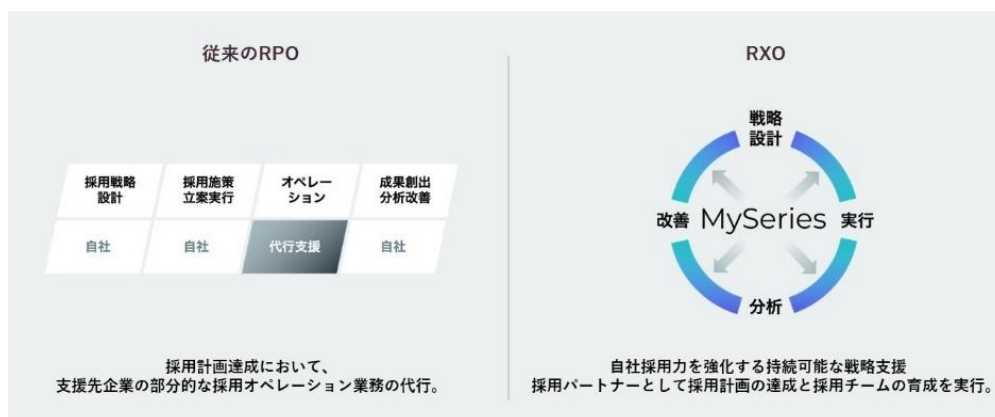 従来のRPO
採用戦略
設計
採用施策
立案実行
オペレー
ション
成果創出
分析改善
自社
自社
代行支援
自社
採用計画達成において、
支援先企業の部分的な採用オペレーション業務の代行。
RXO
戦略
設計
改善
MySeries
実行
分析
自社採用力を強化する持続可能な戦略支援
採用パートナーとして採用計画の達成と採用チームの育成を実行。